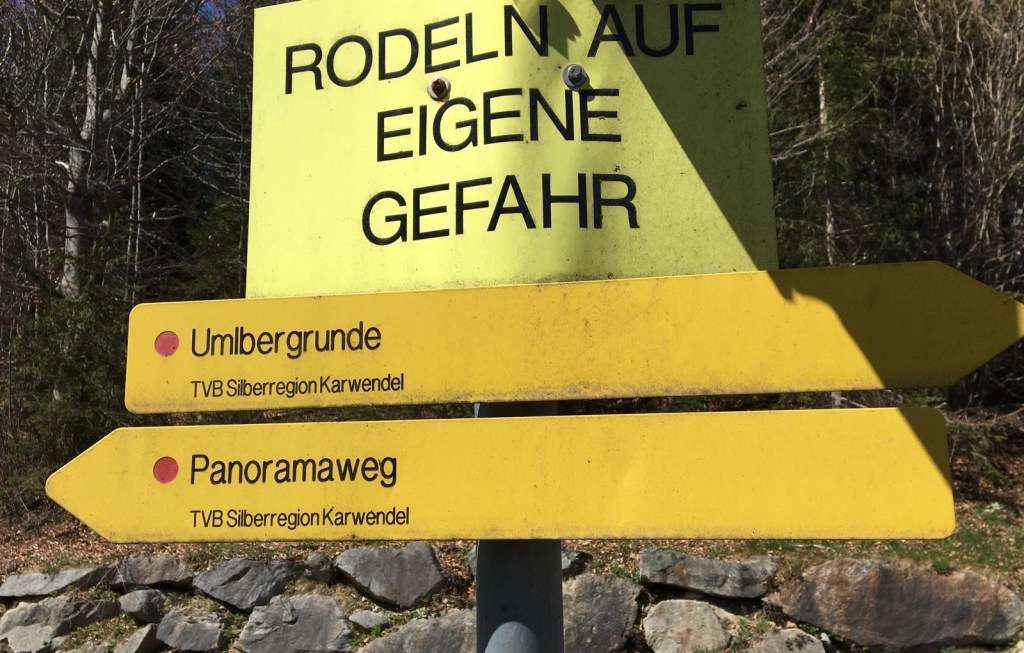 RODELN AUF
EIGENE
GEFAHR
Umlbergrunde
TVB Silberregion Karwendel
Panoramaweg
TVB Silberregion Karwendel